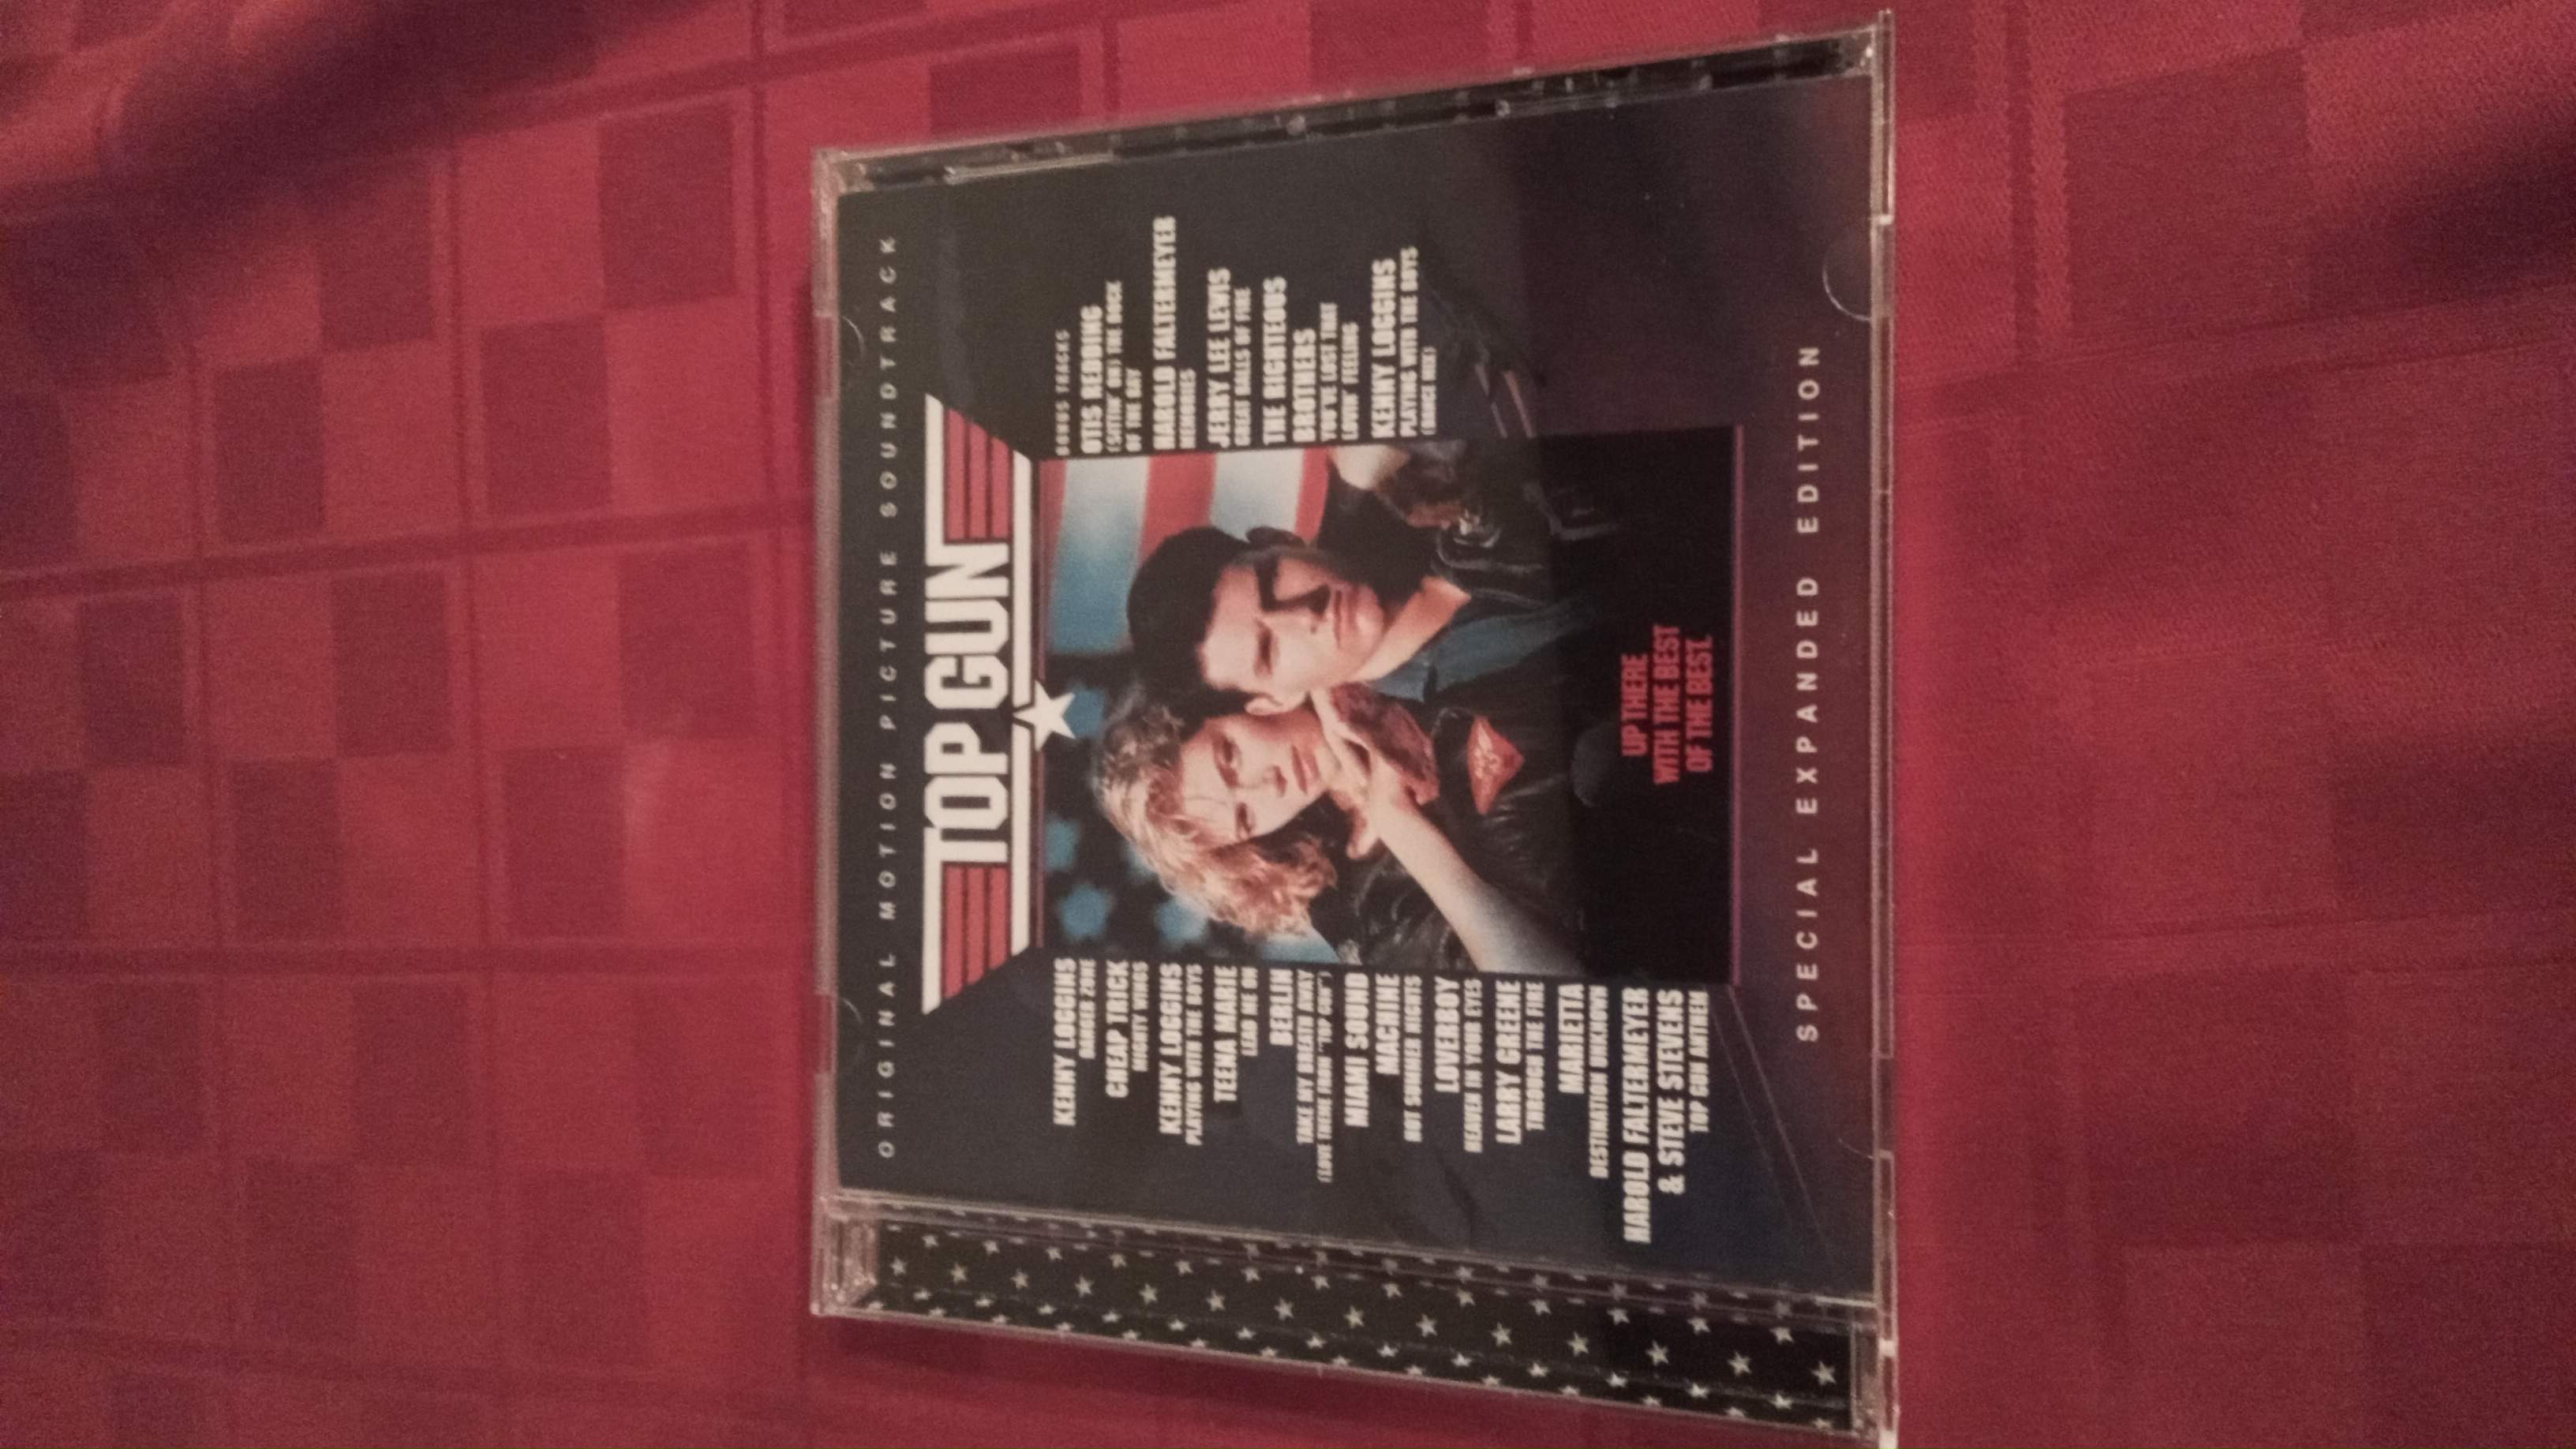 ORIGINAL MOTION PICTURE SOUNDTRACK
TOP GUN
KENNY LOGGINS
DANGER ZONE
CHEAP TRICK
MIGHTY WINGS
KENNY LOGGINS
PLAYING WITH THE BOYS
TEENA MARIE
LEAD ME ON
BERLIN
TAKE MY BREATH AWAY
(LOVE THEME FROM "TOP GUN")
MIAMI SOUND
MACHINE
HOT SUMMER NIGHTS
LOVERBOY
HEAVEN IN YOUR EYES
LARRY GREENE
THROUGH THE FIRE
MARIETTA
DESTINATION UNKNOWN
HAROLD FALTERMEYER
& STEVE STEVENS
TOP GUN ANTHEM
BONUS TRACKS
OTIS REDDING
(SITTIN' ON) THE DOCK
OF THE BAY
HAROLD FALTERMEYER
MEMORIES
JERRY LEE LEWIS
GREAT BALLS OF FIRE
THE RIGHTEOUS
BROTHERS
YOU'VE LOST THAT
LOVIN' FEELING
KENNY LOGGINS
PLAYING WITH THE BOYS
(DANCE MIX)
UP THERE
WITH THE BEST
OF THE BEST.
SPECIAL EXPANDED EDITION